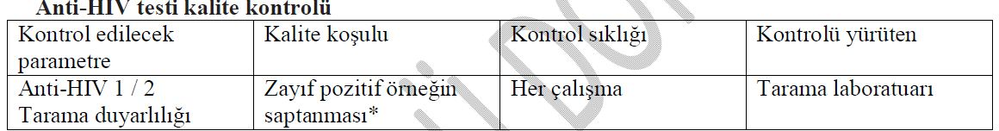 Anti-HIV testi kalite kontrolü
Kontrol edilecek parametre
Kalite koşulu
Kontrol sıklığı
Kontrolü yürüten
Anti-HIV 1 / 2
Tarama duyarlılığı
Zayıf pozitif örneğin
saptanması*
Her çalışma
Tarama laboratuarı